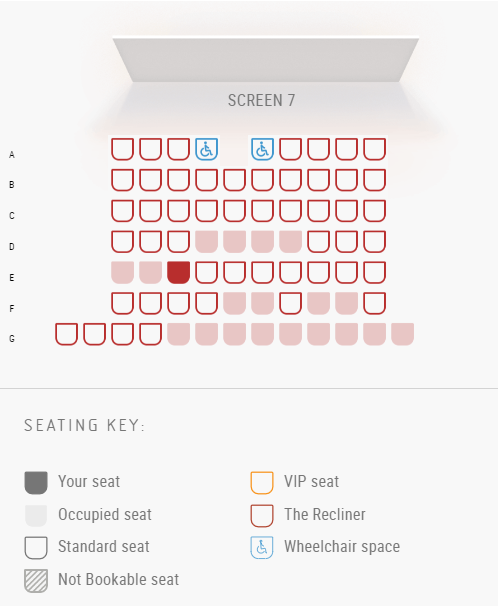 SCREEN 7
A
B
C
D
E
F
G
SEATING KEY:
Your seat
VIP seat
Occupied seat
The Recliner
Standard seat
Wheelchair space
Not Bookable seat